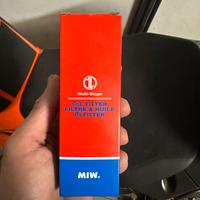 Multi-Stage
OIL FILTER
FILTRE A HUILE
ÖLFILTER
MIW.